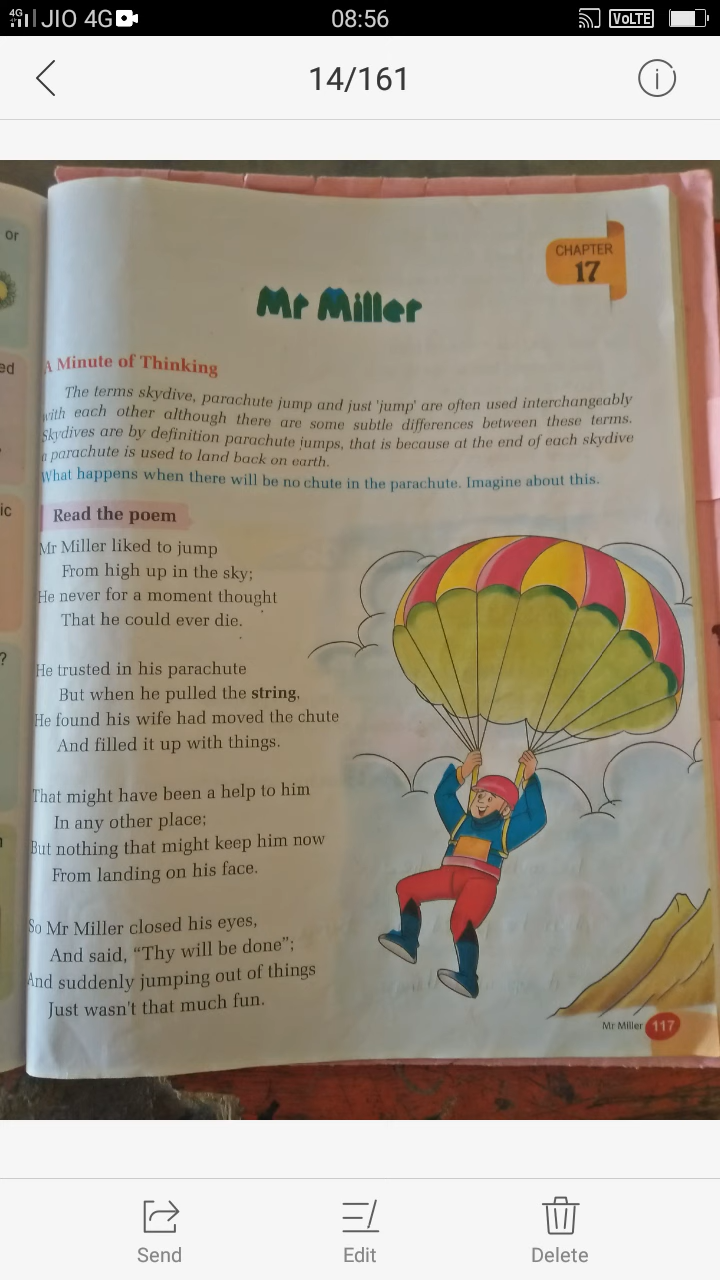 4G JIO 4G 08:56 VoLTE
14/161
or
CHAPTER
17
Mr Miller
ed
A Minute of Thinking
The terms skydive, parachute jump and just 'jump' are often used interchangeably
with each other although there are some subtle differences between these terms.
Skydives are by definition parachute jumps, that is because at the end of each skydive
a parachute is used to land back on earth.
What happens when there will be no chute in the parachute. Imagine about this.
ic
Read the poem
Mr Miller liked to jump
From high up in the sky;
He never for a moment thought
That he could ever die.
?
He trusted in his parachute
But when he pulled the string,
He found his wife had moved the chute
And filled it up with things.
That might have been a help to him
In any other place;
But nothing that might keep him now
From landing on his face.
So Mr Miller closed his eyes,
And said, “Thy will be done”;
And suddenly jumping out of things
Just wasn't that much fun.
Mr Miller 117
Send Edit Delete